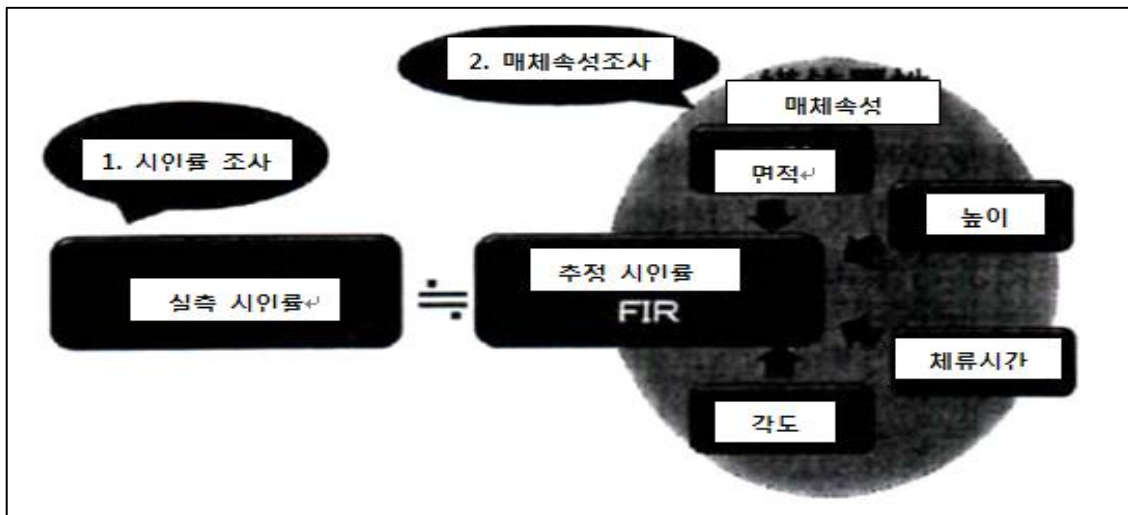 2. 매체속성조사
매체속성
1. 시인률 조사
면적↵
높이
실측 시인률↵
≒
추정 시인률
FIR
체류시간
각도